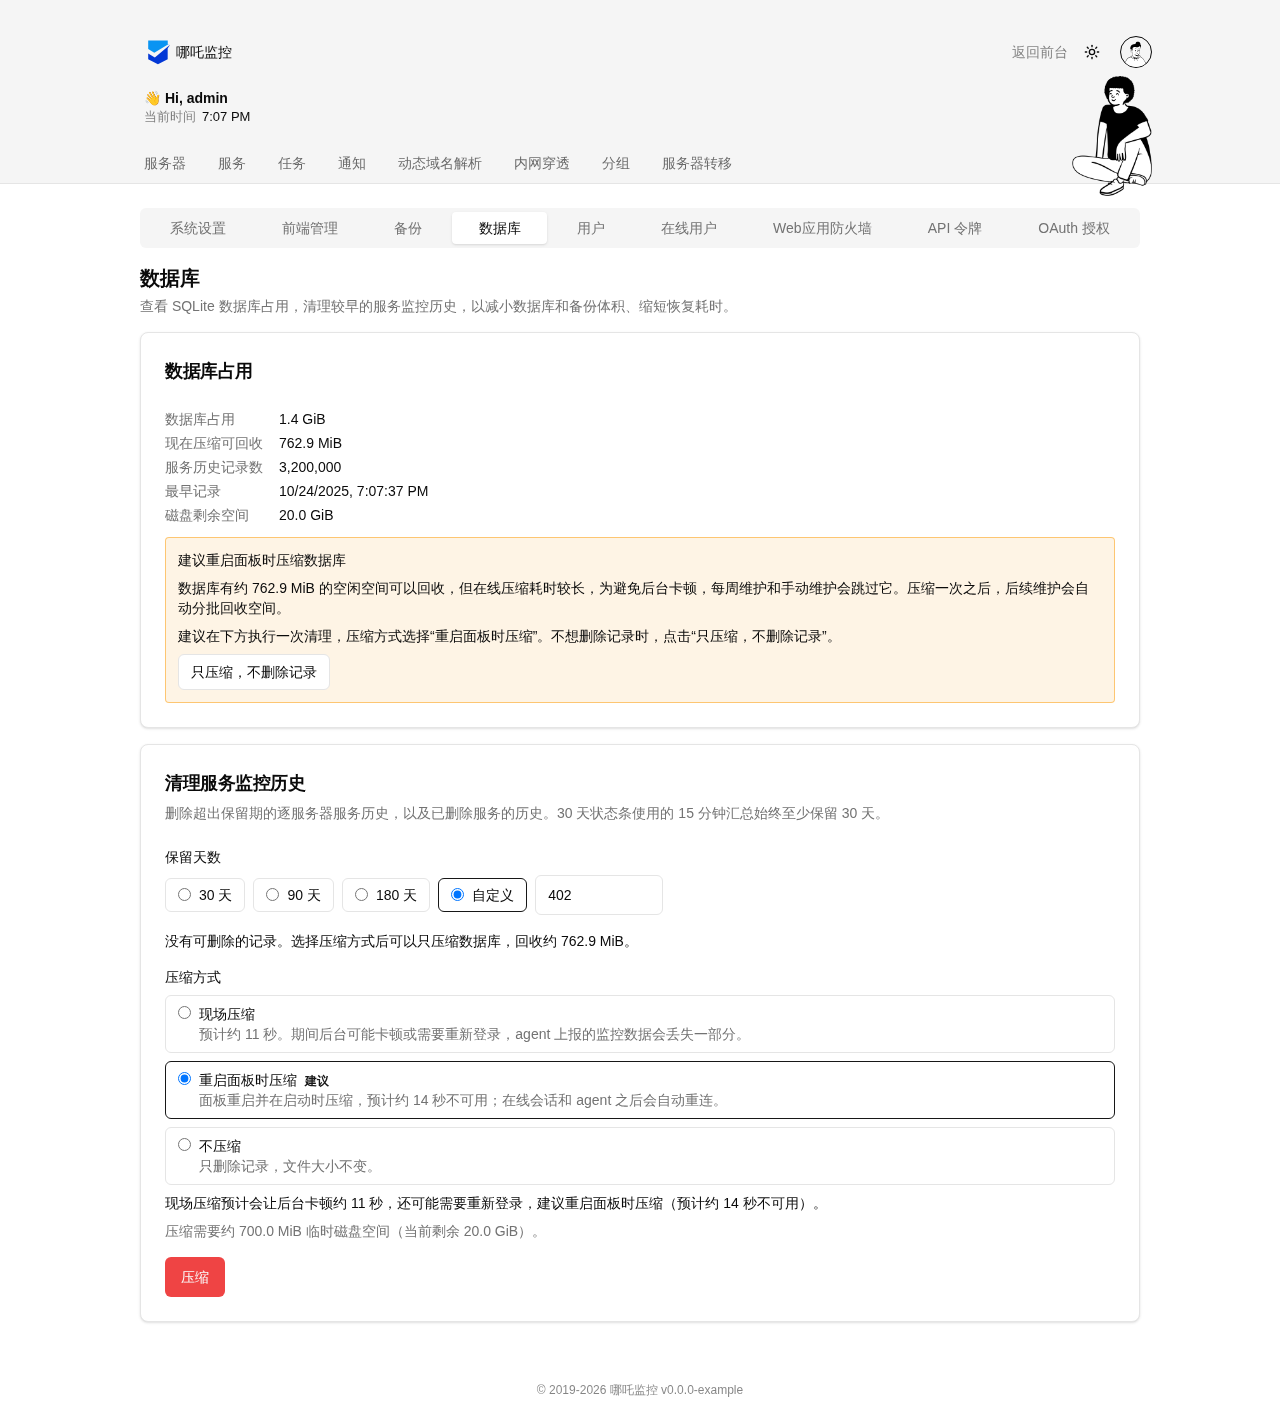 哪吒监控
返回前台
👋 Hi, admin
当前时间 7:07 PM
服务器 服务 任务 通知 动态域名解析 内网穿透 分组 服务器转移
系统设置 前端管理 备份 数据库 用户 在线用户 Web应用防火墙 API 令牌 OAuth 授权
数据库
查看 SQLite 数据库占用，清理较早的服务监控历史，以减小数据库和备份体积、缩短恢复耗时。
数据库占用
数据库占用 1.4 GiB
现在压缩可回收 762.9 MiB
服务历史记录数 3,200,000
最早记录 10/24/2025, 7:07:37 PM
磁盘剩余空间 20.0 GiB
建议重启面板时压缩数据库
数据库有约 762.9 MiB 的空闲空间可以回收，但在线压缩耗时较长，为避免后台卡顿，每周维护和手动维护会跳过它。压缩一次之后，后续维护会自
动分批回收空间。
建议在下方执行一次清理，压缩方式选择“重启面板时压缩”。不想删除记录时，点击“只压缩，不删除记录”。
只压缩，不删除记录
清理服务监控历史
删除超出保留期的逐服务器服务历史，以及已删除服务的历史。30 天状态条使用的 15 分钟汇总始终至少保留 30 天。
保留天数
30 天 90 天 180 天 自定义 402
没有可删除的记录。选择压缩方式后可以只压缩数据库，回收约 762.9 MiB。
压缩方式
现场压缩
预计约 11 秒。期间后台可能卡顿或需要重新登录，agent 上报的监控数据会丢失一部分。
重启面板时压缩 建议
面板重启并在启动时压缩，预计约 14 秒不可用；在线会话和 agent 之后会自动重连。
不压缩
只删除记录，文件大小不变。
现场压缩预计会让后台卡顿约 11 秒，还可能需要重新登录，建议重启面板时压缩（预计约 14 秒不可用）。
压缩需要约 700.0 MiB 临时磁盘空间（当前剩余 20.0 GiB）。
压缩
© 2019-2026 哪吒监控 v0.0.0-example